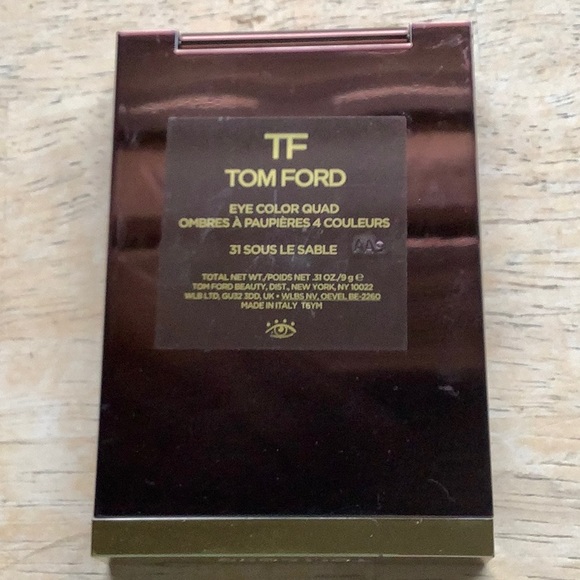 TF
TOM FORD
EYE COLOR QUAD
OMBRES À PAUPIÈRES 4 COULEURS
31 SOUS LE SABLE AA9
TOTAL NET WT./POIDS NET .31 OZ./9 g ℮
TOM FORD BEAUTY, DIST., NEW YORK, NY 10022
WLB LTD, GU32 3DD, UK • WLBS NV, OEVEL BE-2260
MADE IN ITALY T6YM